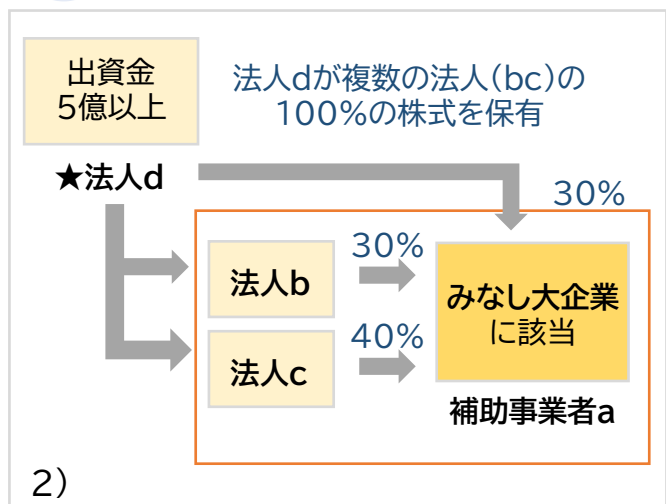 出資金
5億以上
法人dが複数の法人(bc)の
100%の株式を保有
★法人d
30%
法人b
30%
みなし大企業
に該当
法人c
40%
補助事業者a
2)